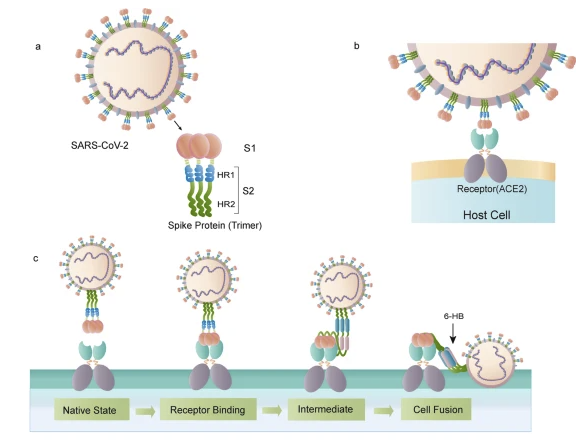 a
SARS-CoV-2
S1
HR1
S2
HR2
Spike Protein (Trimer)
b
Receptor(ACE2)
Host Cell
c
6-HB
Native State
Receptor Binding
Intermediate
Cell Fusion